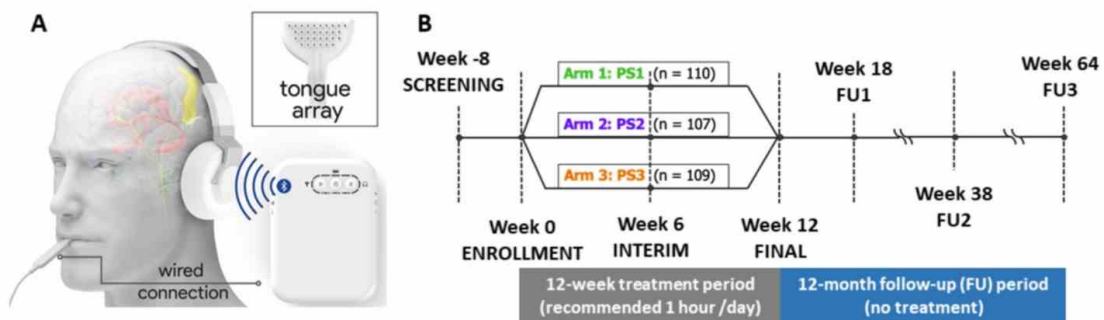 A
tongue
array
wired
connection
B
Week -8
SCREENING
Arm 1: PS1 (n = 110)
Arm 2: PS2 (n = 107)
Arm 3: PS3 (n = 109)
Week 0
ENROLLMENT
Week 6
INTERIM
Week 12
FINAL
Week 18
FU1
Week 38
FU2
Week 64
FU3
12-week treatment period
(recommended 1 hour /day)
12-month follow-up (FU) period
(no treatment)